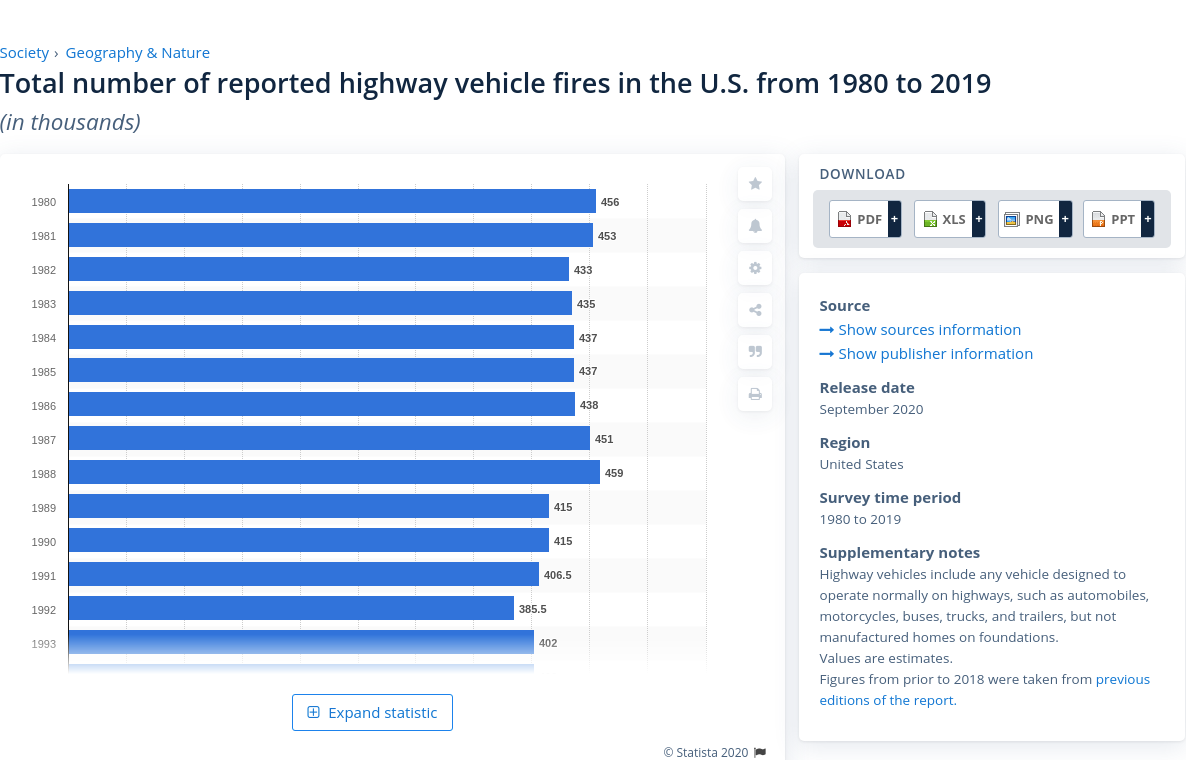 Society › Geography & Nature
Total number of reported highway vehicle fires in the U.S. from 1980 to 2019
(in thousands)
1980 456
1981 453
1982 433
1983 435
1984 437
1985 437
1986 438
1987 451
1988 459
1989 415
1990 415
1991 406.5
1992 385.5
1993 402
Expand statistic
© Statista 2020
DOWNLOAD
PDF + XLS + PNG + PPT +
Source
Show sources information
Show publisher information
Release date
September 2020
Region
United States
Survey time period
1980 to 2019
Supplementary notes
Highway vehicles include any vehicle designed to
operate normally on highways, such as automobiles,
motorcycles, buses, trucks, and trailers, but not
manufactured homes on foundations.
Values are estimates.
Figures from prior to 2018 were taken from previous
editions of the report.